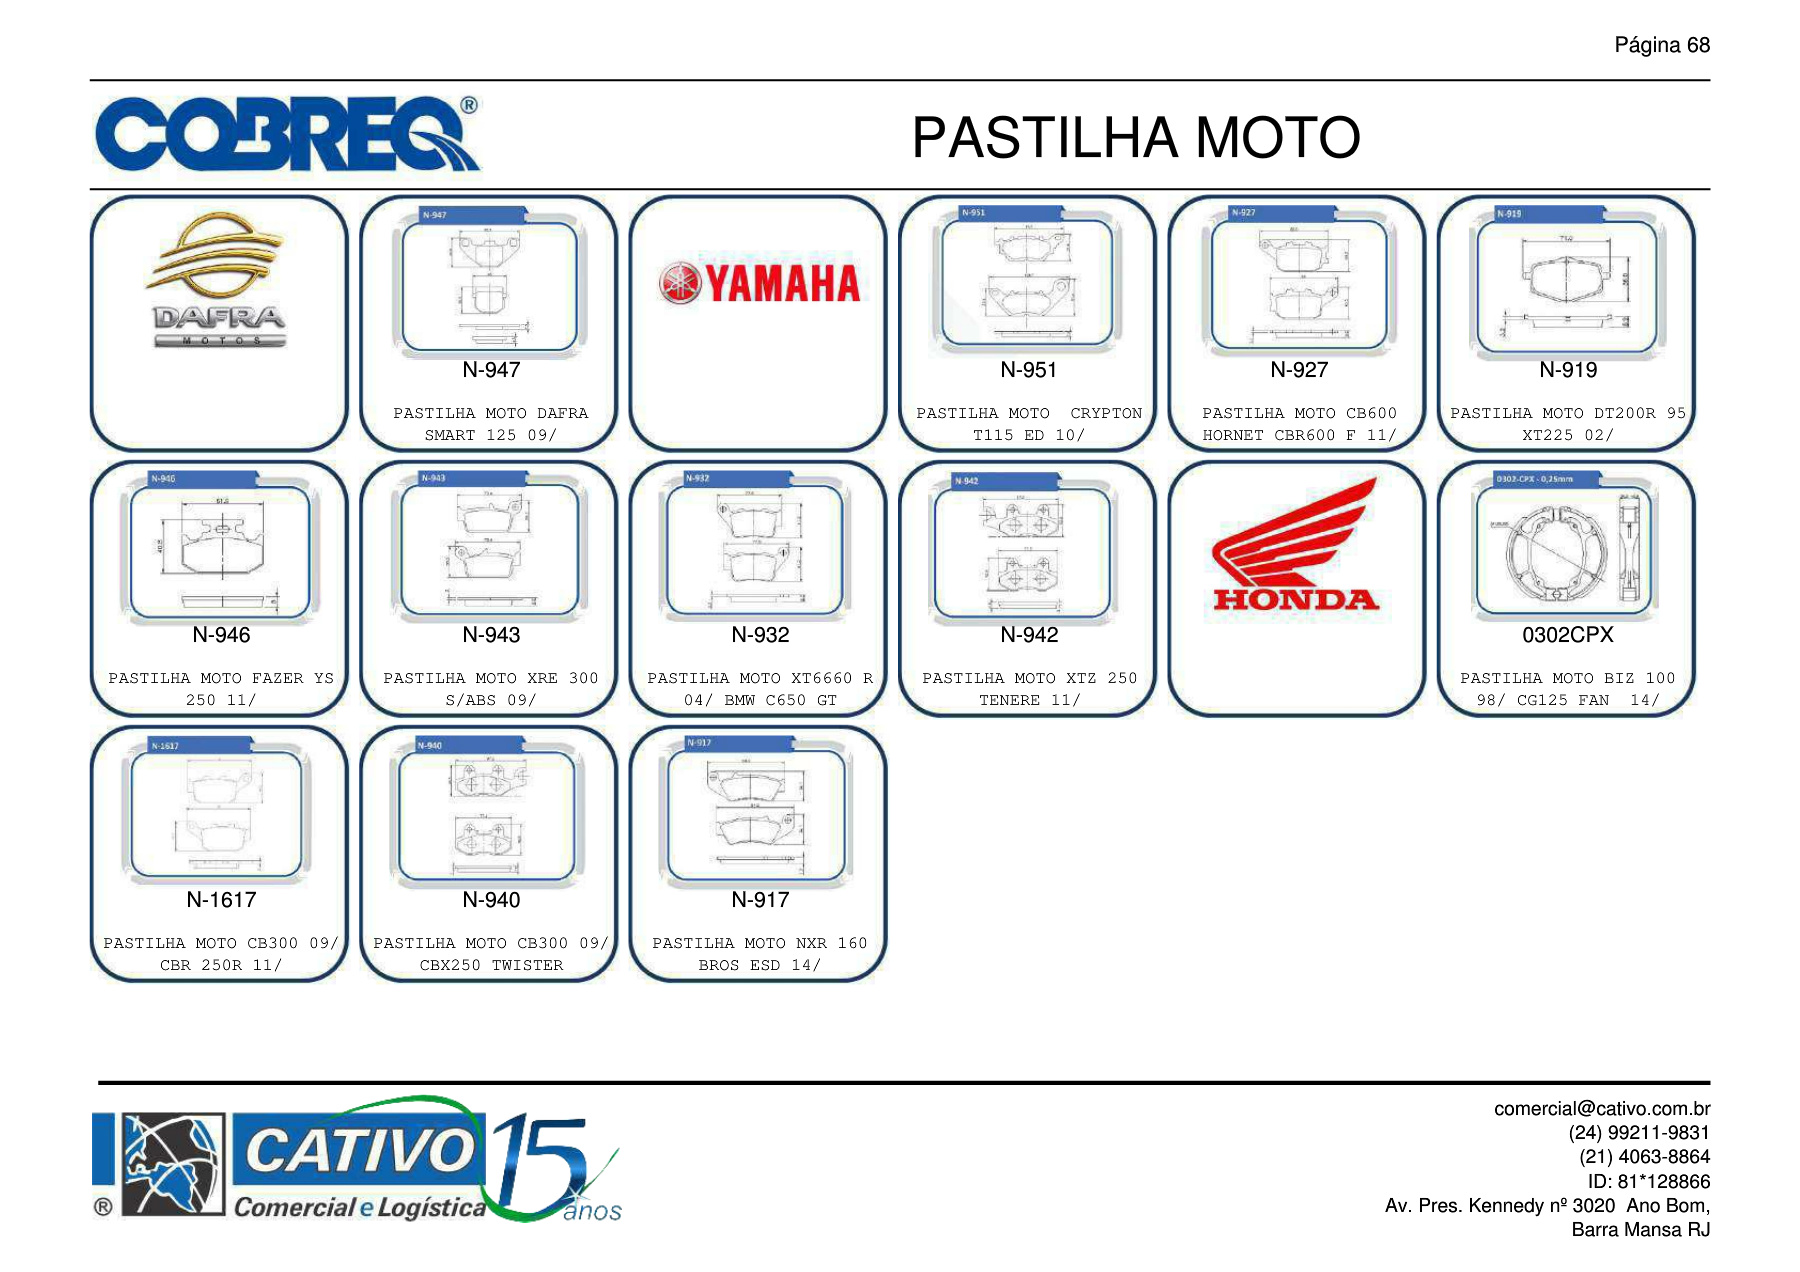 Página 68
COBREQ®
PASTILHA MOTO
DAFRA
MOTOS
N-947
N-947
PASTILHA MOTO DAFRA
SMART 125 09/
YAMAHA
N-951
N-951
PASTILHA MOTO  CRYPTON
T115 ED 10/
N-927
N-927
PASTILHA MOTO CB600
HORNET CBR600 F 11/
N-919
N-919
PASTILHA MOTO DT200R 95
XT225 02/
N-946
N-946
PASTILHA MOTO FAZER YS
250 11/
N-943
N-943
PASTILHA MOTO XRE 300
S/ABS 09/
N-932
N-932
PASTILHA MOTO XT6660 R
04/ BMW C650 GT
N-942
N-942
PASTILHA MOTO XTZ 250
TENERE 11/
HONDA
0302-CPX - 0,25mm
0302CPX
PASTILHA MOTO BIZ 100
98/ CG125 FAN  14/
N-1617
N-1617
PASTILHA MOTO CB300 09/
CBR 250R 11/
N-940
N-940
PASTILHA MOTO CB300 09/
CBX250 TWISTER
N-917
N-917
PASTILHA MOTO NXR 160
BROS ESD 14/
CATIVO
Comercial e Logística
®
15
anos
comercial@cativo.com.br
(24) 99211-9831
(21) 4063-8864
ID: 81*128866
Av. Pres. Kennedy nº 3020  Ano Bom,
Barra Mansa RJ